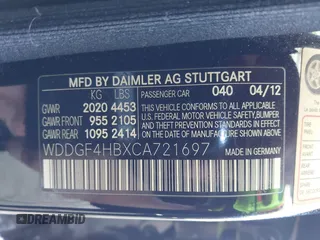 MFD.BY DAIMLER AG STUTTGART
KG LBS PASSENGER CAR 040 04/12
GVWR 2020 4453
GAWR FRONT 955 2105
GAWR REAR 1095 2414
THIS VEHICLE CONFORMS TO ALL APPLICABLE
U.S. FEDERAL MOTOR VEHICLE SAFETY,
BUMPER, AND THEFT PREVENTION
STANDARDS IN EFFECT ON THE DATE
OF MANUFACTURE SHOWN ABOVE.
WDDGF4HBXCA721697
MADE IN GERMANY
DREAMBID